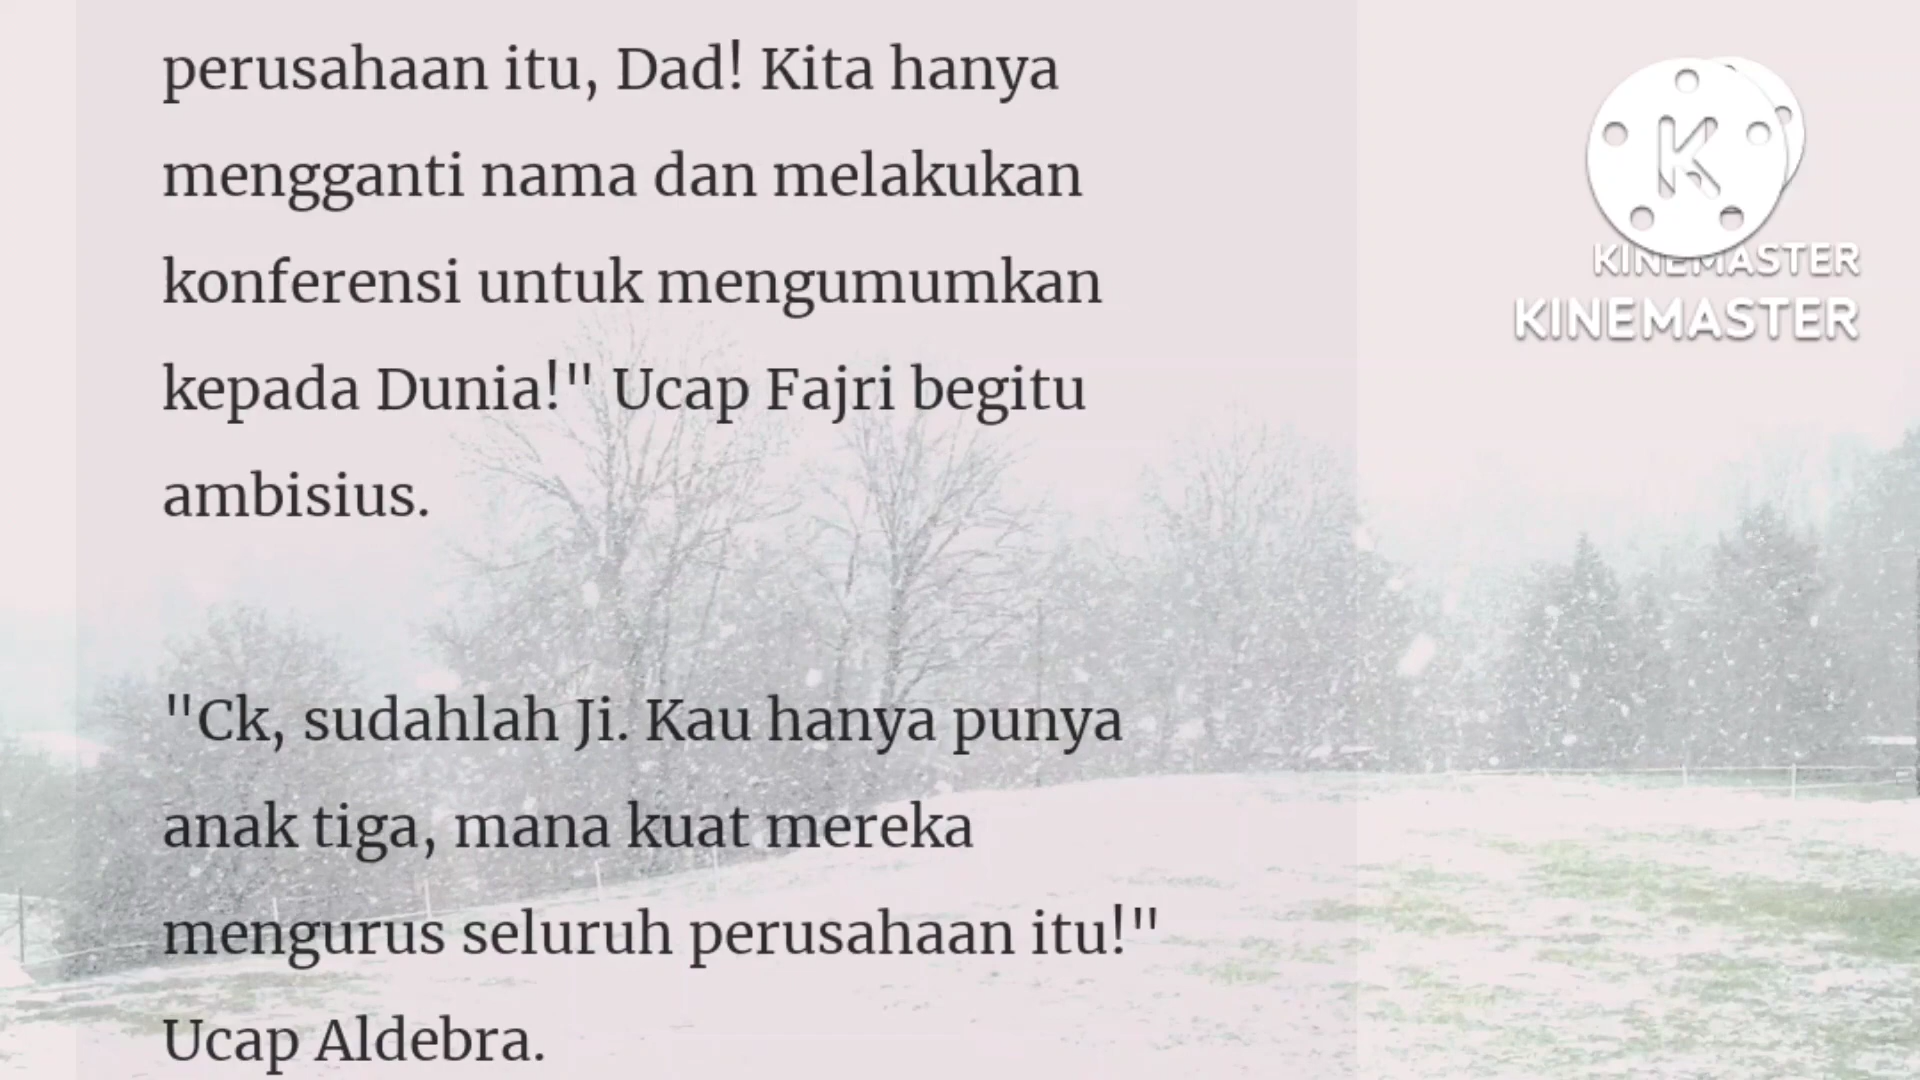 perusahaan itu, Dad! Kita hanya
mengganti nama dan melakukan
konferensi untuk mengumumkan
kepada Dunia!" Ucap Fajri begitu
ambisius.
"Ck, sudahlah Ji. Kau hanya punya
anak tiga, mana kuat mereka
mengurus seluruh perusahaan itu!"
Ucap Aldebra.
K
KINEMASTER
KINEMASTER